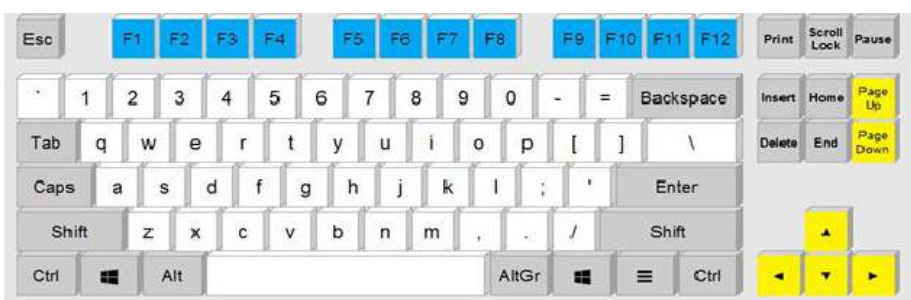 Esc F1 F2 F3 F4 F5 F6 F7 F8 F9 F10 F11 F12 Print Scroll Lock Pause
` 1 2 3 4 5 6 7 8 9 0 - = Backspace Insert Home Page Up
Tab q w e r t y u i o p [ ] \ Delete End Page Down
Caps a s d f g h j k l ; ' Enter
Shift z x c v b n m , . / Shift ▲
Ctrl Alt AltGr ≡ Ctrl ◄ ▼ ►